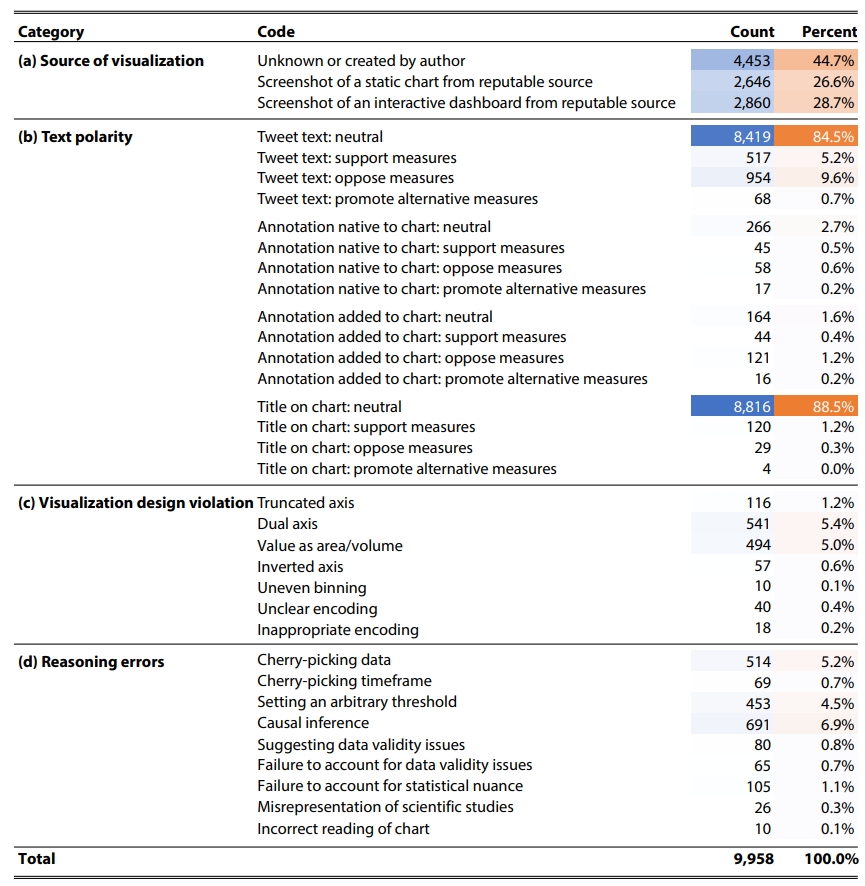 Category Code Count Percent
(a) Source of visualization Unknown or created by author 4,453 44.7%
Screenshot of a static chart from reputable source 2,646 26.6%
Screenshot of an interactive dashboard from reputable source 2,860 28.7%
(b) Text polarity Tweet text: neutral 8,419 84.5%
Tweet text: support measures 517 5.2%
Tweet text: oppose measures 954 9.6%
Tweet text: promote alternative measures 68 0.7%
Annotation native to chart: neutral 266 2.7%
Annotation native to chart: support measures 45 0.5%
Annotation native to chart: oppose measures 58 0.6%
Annotation native to chart: promote alternative measures 17 0.2%
Annotation added to chart: neutral 164 1.6%
Annotation added to chart: support measures 44 0.4%
Annotation added to chart: oppose measures 121 1.2%
Annotation added to chart: promote alternative measures 16 0.2%
Title on chart: neutral 8,816 88.5%
Title on chart: support measures 120 1.2%
Title on chart: oppose measures 29 0.3%
Title on chart: promote alternative measures 4 0.0%
(c) Visualization design violation Truncated axis 116 1.2%
Dual axis 541 5.4%
Value as area/volume 494 5.0%
Inverted axis 57 0.6%
Uneven binning 10 0.1%
Unclear encoding 40 0.4%
Inappropriate encoding 18 0.2%
(d) Reasoning errors Cherry-picking data 514 5.2%
Cherry-picking timeframe 69 0.7%
Setting an arbitrary threshold 453 4.5%
Causal inference 691 6.9%
Suggesting data validity issues 80 0.8%
Failure to account for data validity issues 65 0.7%
Failure to account for statistical nuance 105 1.1%
Misrepresentation of scientific studies 26 0.3%
Incorrect reading of chart 10 0.1%
Total 9,958 100.0%